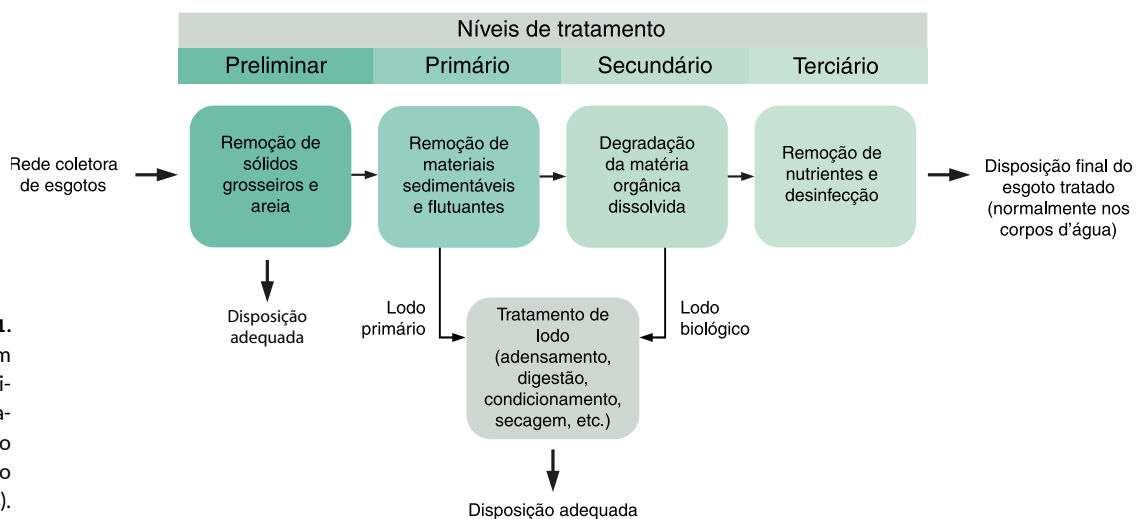 Níveis de tratamento
Preliminar
Primário
Secundário
Terciário
Rede coletora
de esgotos
Remoção de
sólidos
grosseiros e
areia
Remoção de
materiais
sedimentáveis
e flutuantes
Degradação
da matéria
orgânica
dissolvida
Remoção de
nutrientes e
desinfecção
Disposição final do
esgoto tratado
(normalmente nos
corpos d'água)
Disposição
adequada
Lodo
primário
Tratamento de
lodo
(adensamento,
digestão,
condicionamento,
secagem, etc.)
Lodo
biológico
Disposição adequada
1.